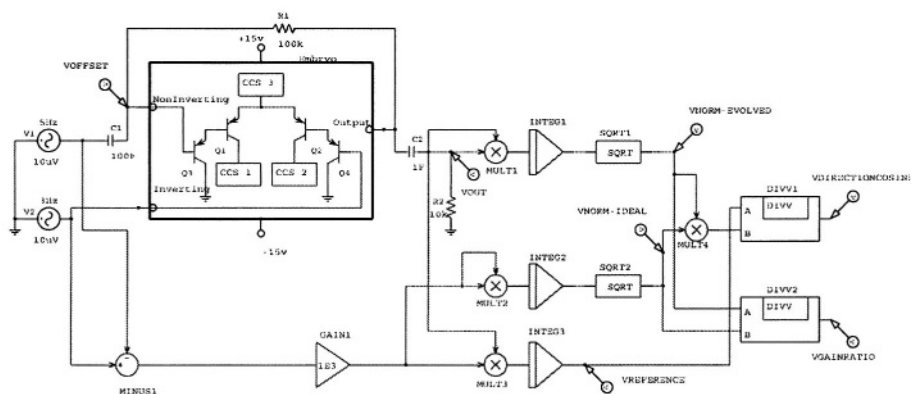 R1
100k
+15v
Embryo
VOFFSET
CCS 3
NonInverting
Output
5Hz
V1
C1
10uV
100k
Q1
Q2
CCS 1
CCS 2
Q3
Q4
Inverting
V2
5Hz
10uV
-15v
C2
1F
VOUT
R2
10k
MULT1
INTEG1
SQRT1
SQRT
VNORM-EVOLVED
VDIRECTIONCOSINE
DIVV1
DIVV
A
B
VNORM-IDEAL
MULT4
INTEG2
SQRT2
SQRT
MULT2
DIVV2
DIVV
A
B
GAIN1
1E3
INTEG3
MULT3
VREFERENCE
VGAINRATIO
MINUS1